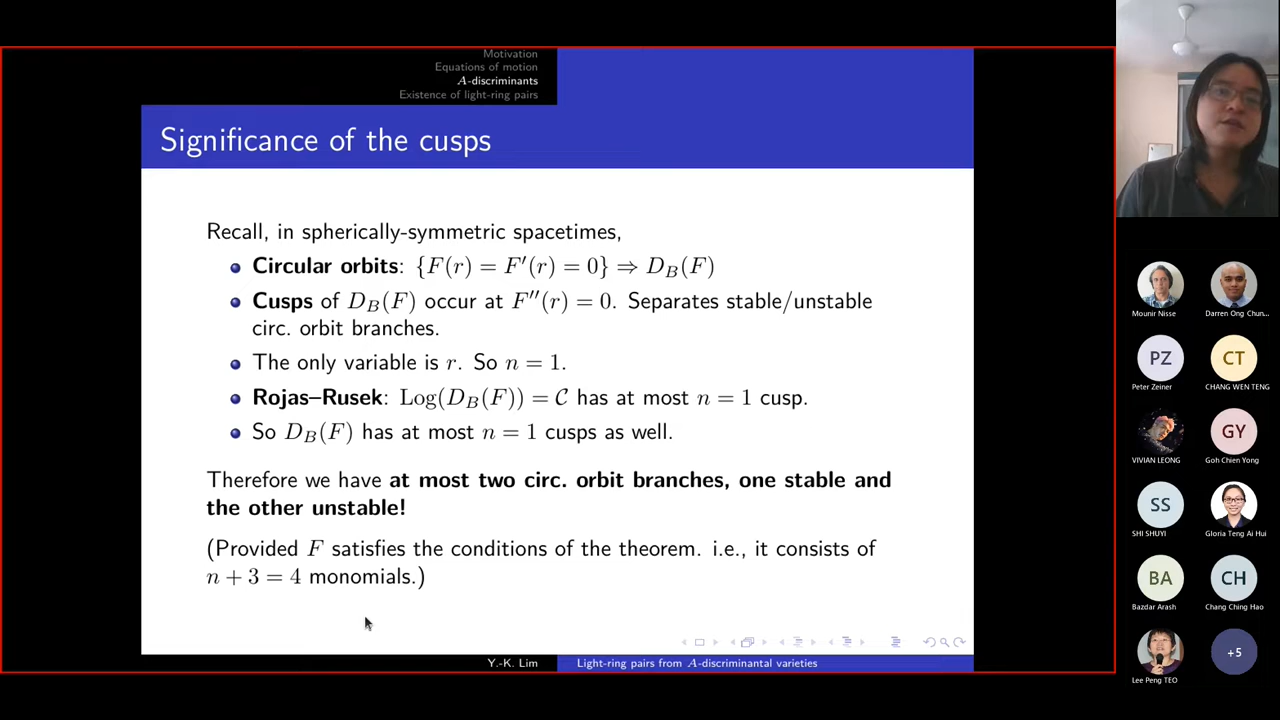 Motivation
Equations of motion
A-discriminants
Existence of light-ring pairs
Significance of the cusps
Recall, in spherically-symmetric spacetimes,
Circular orbits: {F(r) = F′(r) = 0} ⇒ D_B(F)
Cusps of D_B(F) occur at F′′(r) = 0. Separates stable/unstable
circ. orbit branches.
The only variable is r. So n = 1.
Rojas–Rusek: Log(D_B(F)) = 𝒞 has at most n = 1 cusp.
So D_B(F) has at most n = 1 cusps as well.
Therefore we have at most two circ. orbit branches, one stable and
the other unstable!
(Provided F satisfies the conditions of the theorem. i.e., it consists of
n + 3 = 4 monomials.)
Y.-K. Lim
Light-ring pairs from A-discriminantal varieties
Mounir Nisse
Darren Ong Chun...
PZ
Peter Zeiner
CT
CHANG WEN TENG
VIVIAN LEONG
GY
Goh Chien Yong
SS
SHI SHUYI
Gloria Teng Ai Hui
BA
Bazdar Arash
CH
Chang Ching Hao
Lee Peng TEO
+5